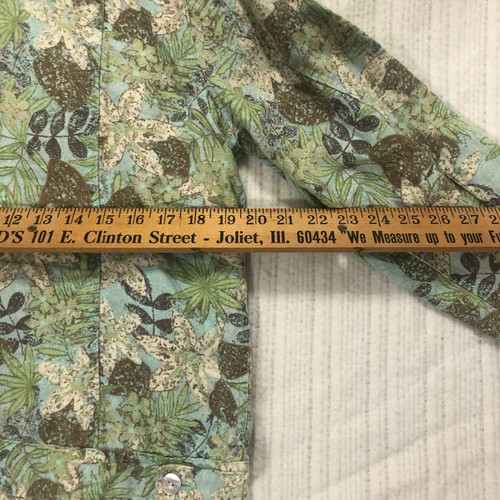 12 13 14 15 16 17 18 19 20 21 22 23 24 25 26 27
D'S 101 E. Clinton Street - Joliet, Ill. 60434 "We Measure up to your